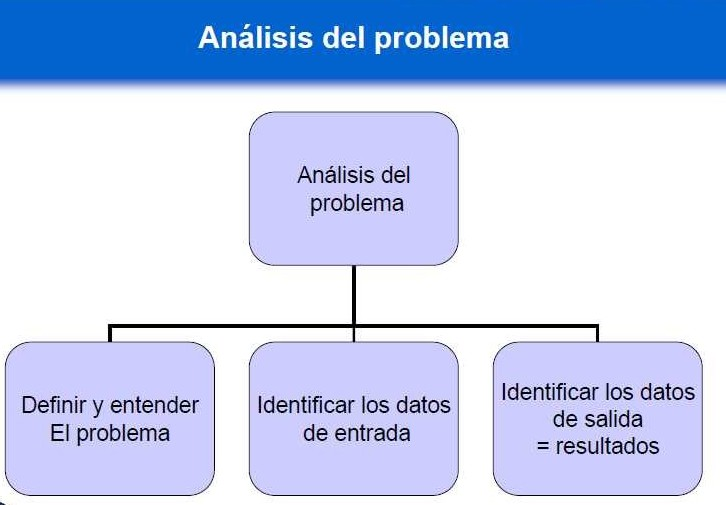 Análisis del problema
Análisis del
problema
Definir y entender
El problema
Identificar los datos
de entrada
Identificar los datos
de salida
= resultados